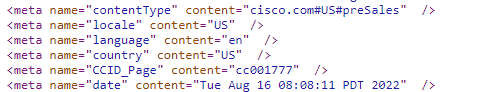 <meta name="contentType" content="cisco.com#US#preSales"  />
<meta name="locale" content="US"  />
<meta name="language" content="en"  />
<meta name="country" content="US"  />
<meta name="CCID_Page" content="cc001777"  />
<meta name="date" content="Tue Aug 16 08:08:11 PDT 2022"  />